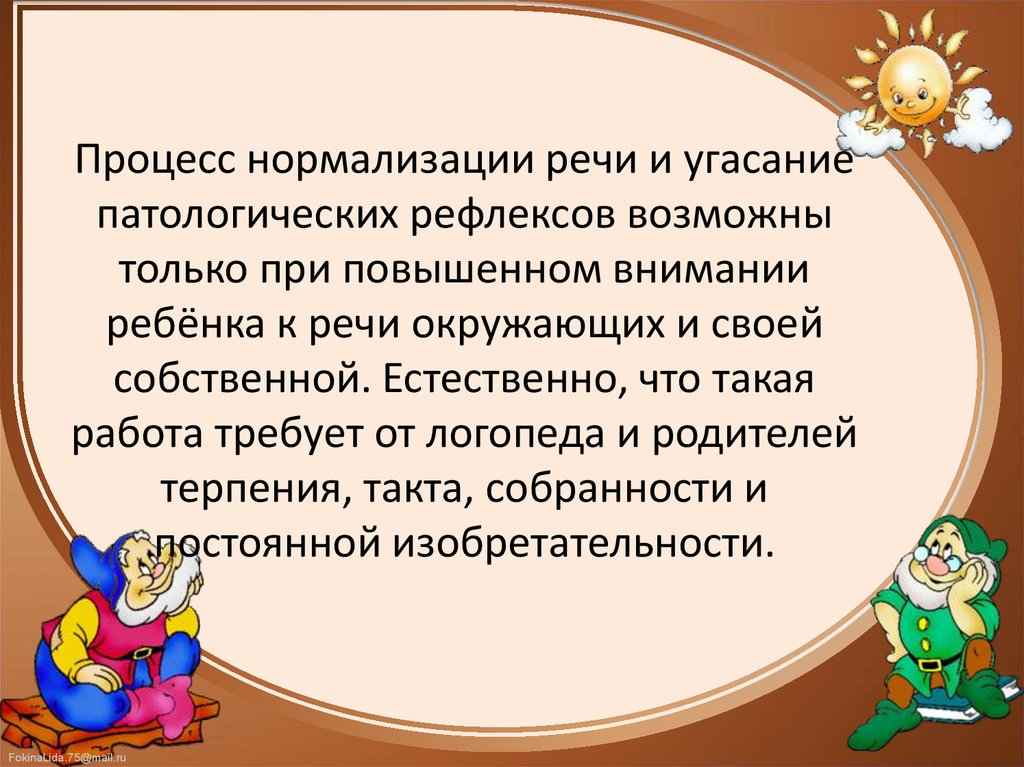 Процесс нормализации речи и угасание
патологических рефлексов возможны
только при повышенном внимании
ребёнка к речи окружающих и своей
собственной. Естественно, что такая
работа требует от логопеда и родителей
терпения, такта, собранности и
постоянной изобретательности.
FokinaLida.75@mail.ru